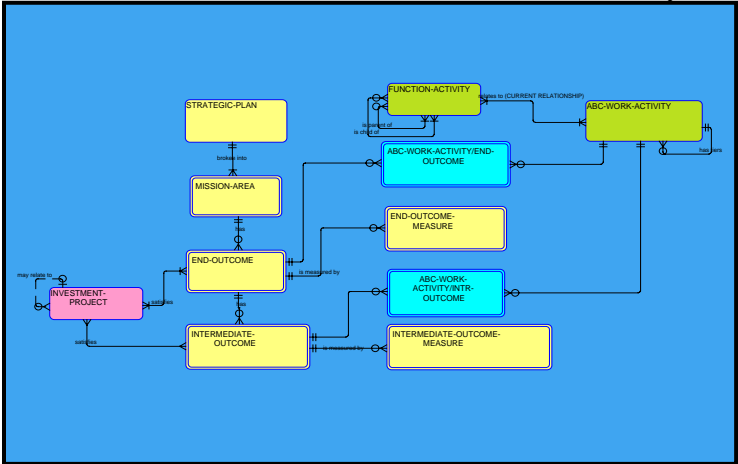 FUNCTION-ACTIVITY
relates to (CURRENT RELATIONSHIP)
STRATEGIC-PLAN
ABC-WORK-ACTIVITY
is parent of
is child of
has tiers
broken into
ABC-WORK-ACTIVITY/END-
OUTCOME
MISSION-AREA
END-OUTCOME-
MEASURE
has
END-OUTCOME
is measured by
may relate to
ABC-WORK-
ACTIVITY/INTR-
OUTCOME
INVESTMENT-
PROJECT
satisfies
has
INTERMEDIATE-
OUTCOME
INTERMEDIATE-OUTCOME-
MEASURE
satisfies
is measured by